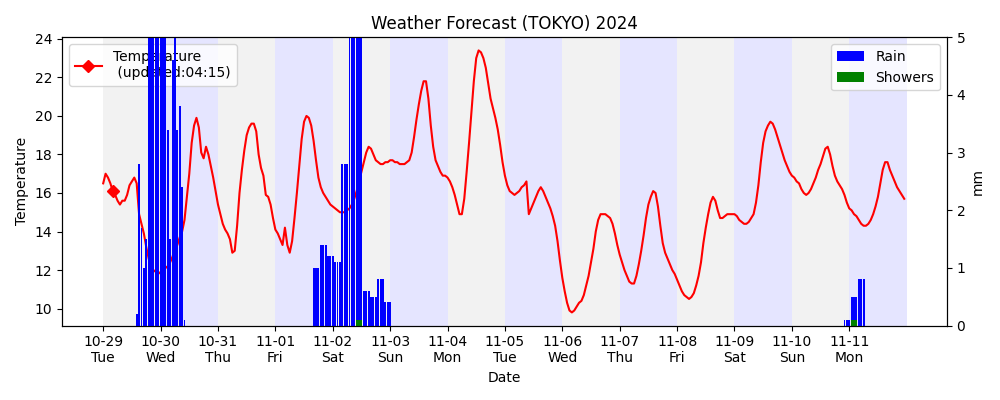 Weather Forecast (TOKYO) 2024
Temperature
(updated:04:15)
Rain
Showers
24
22
20
18
16
14
12
10
Temperature
5
4
3
2
1
0
mm
10-29 10-30 10-31 11-01 11-02 11-03 11-04 11-05 11-06 11-07 11-08 11-09 11-10 11-11
Tue Wed Thu Fri Sat Sun Mon Tue Wed Thu Fri Sat Sun Mon
Date